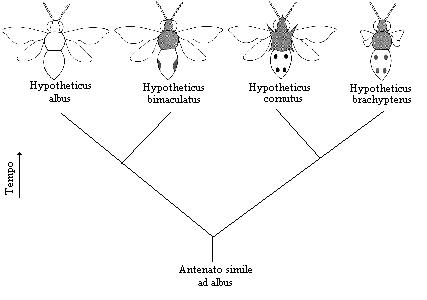 Hypotheticus
albus
Hypotheticus
bimaculatus
Hypotheticus
cornutus
Hypotheticus
brachypterus
Tempo
Antenato simile
ad albus